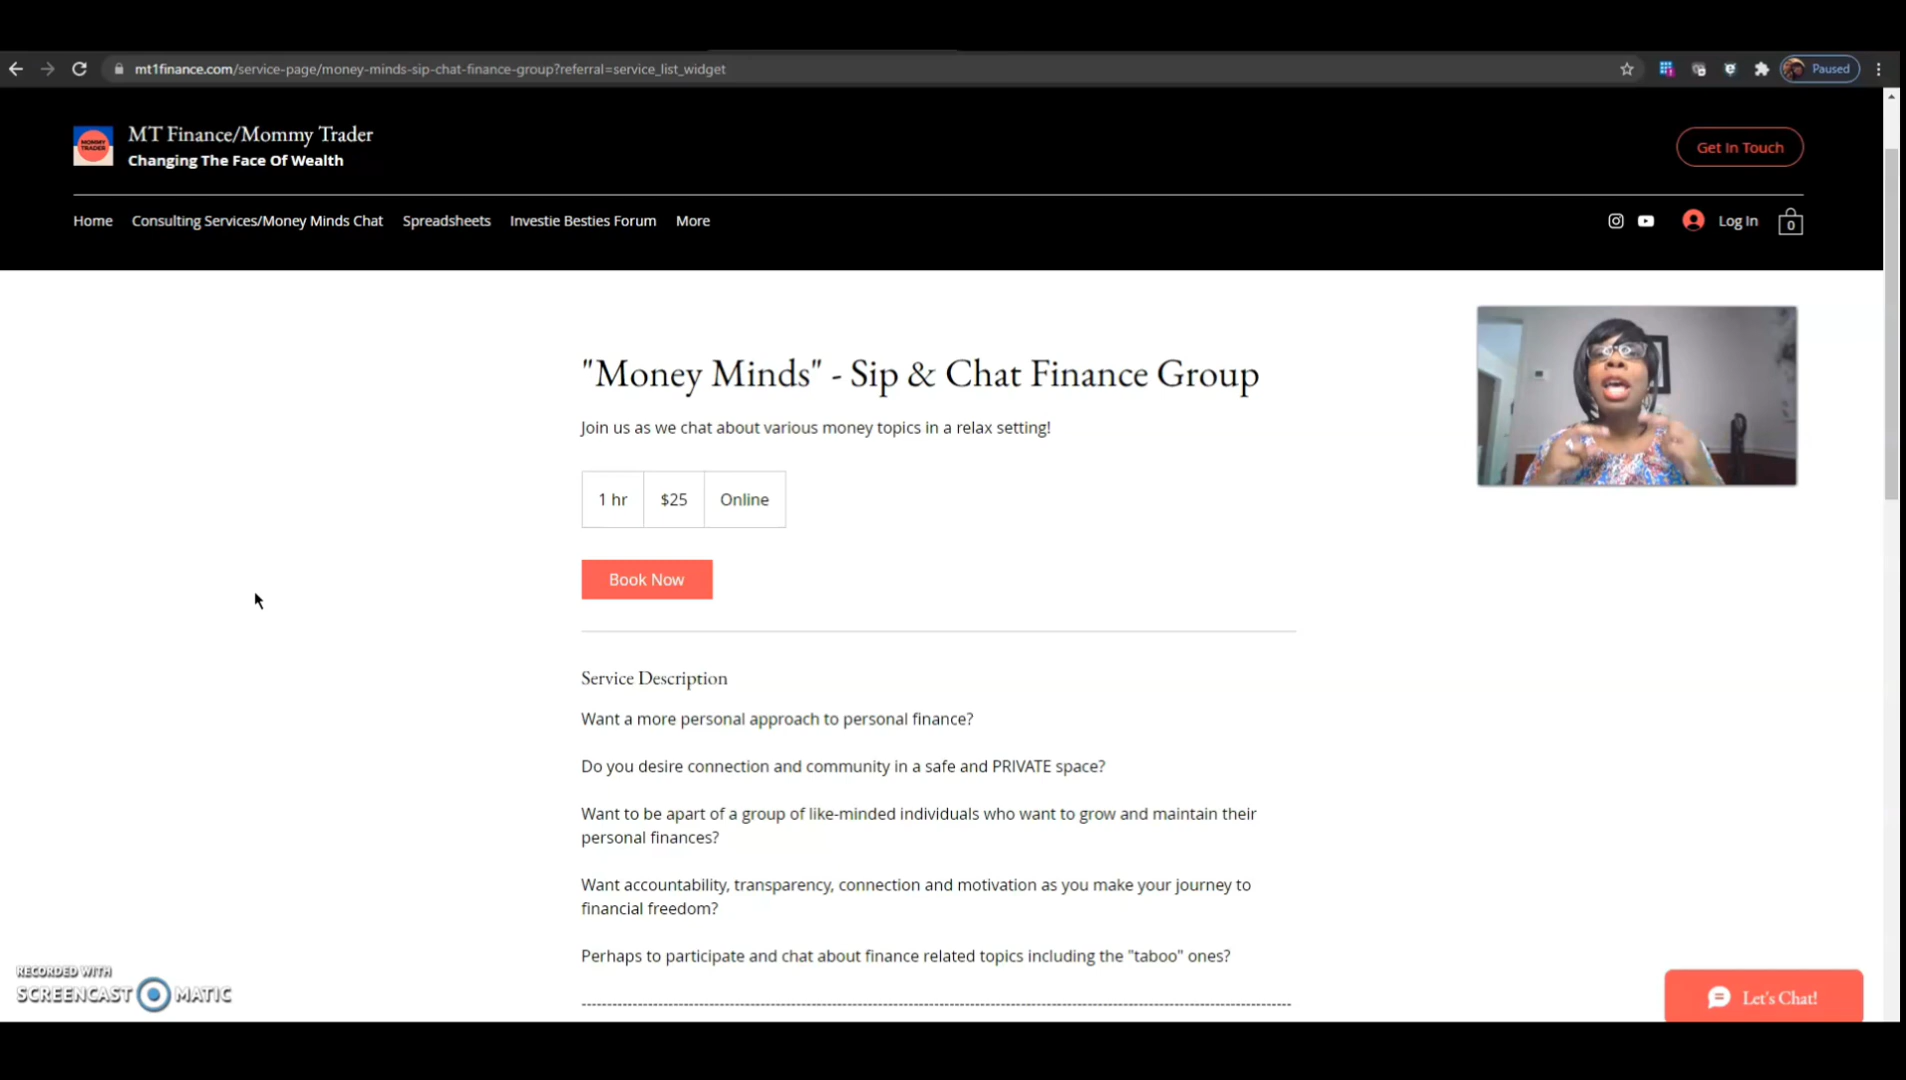 mt1finance.com/service-page/money-minds-sip-chat-finance-group?referral=service_list_widget
Paused
MOMMY
TRADER
MT Finance/Mommy Trader
Changing The Face Of Wealth
Get In Touch
Home Consulting Services/Money Minds Chat Spreadsheets Investie Besties Forum More
Log In
0
"Money Minds" - Sip & Chat Finance Group
Join us as we chat about various money topics in a relax setting!
1 hr $25 Online
Book Now
Service Description
Want a more personal approach to personal finance?
Do you desire connection and community in a safe and PRIVATE space?
Want to be apart of a group of like-minded individuals who want to grow and maintain their
personal finances?
Want accountability, transparency, connection and motivation as you make your journey to
financial freedom?
Perhaps to participate and chat about finance related topics including the "taboo" ones?
RECORDED WITH
SCREENCAST MATIC
Let's Chat!